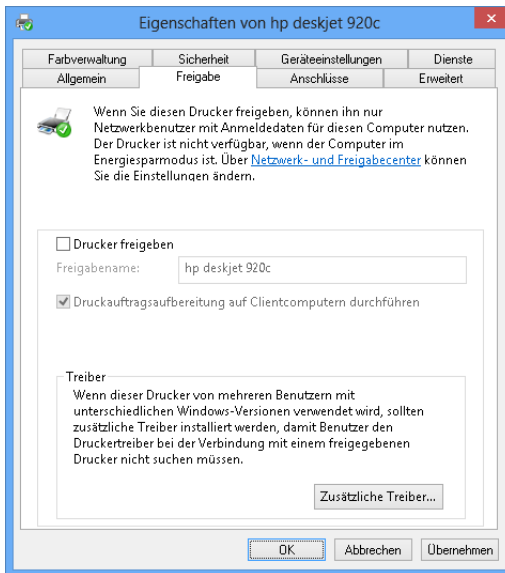 Eigenschaften von hp deskjet 920c
Farbverwaltung Sicherheit Geräteeinstellungen Dienste
Allgemein Freigabe Anschlüsse Erweitert
Wenn Sie diesen Drucker freigeben, können ihn nur
Netzwerkbenutzer mit Anmeldedaten für diesen Computer nutzen.
Der Drucker ist nicht verfügbar, wenn der Computer im
Energiesparmodus ist. Über Netzwerk- und Freigabecenter können
Sie die Einstellungen ändern.
Drucker freigeben
Freigabename: hp deskjet 920c
Druckauftragsaufbereitung auf Clientcomputern durchführen
Treiber
Wenn dieser Drucker von mehreren Benutzern mit
unterschiedlichen Windows-Versionen verwendet wird, sollten
zusätzliche Treiber installiert werden, damit Benutzer den
Druckertreiber bei der Verbindung mit einem freigegebenen
Drucker nicht suchen müssen.
Zusätzliche Treiber...
OK Abbrechen Übernehmen